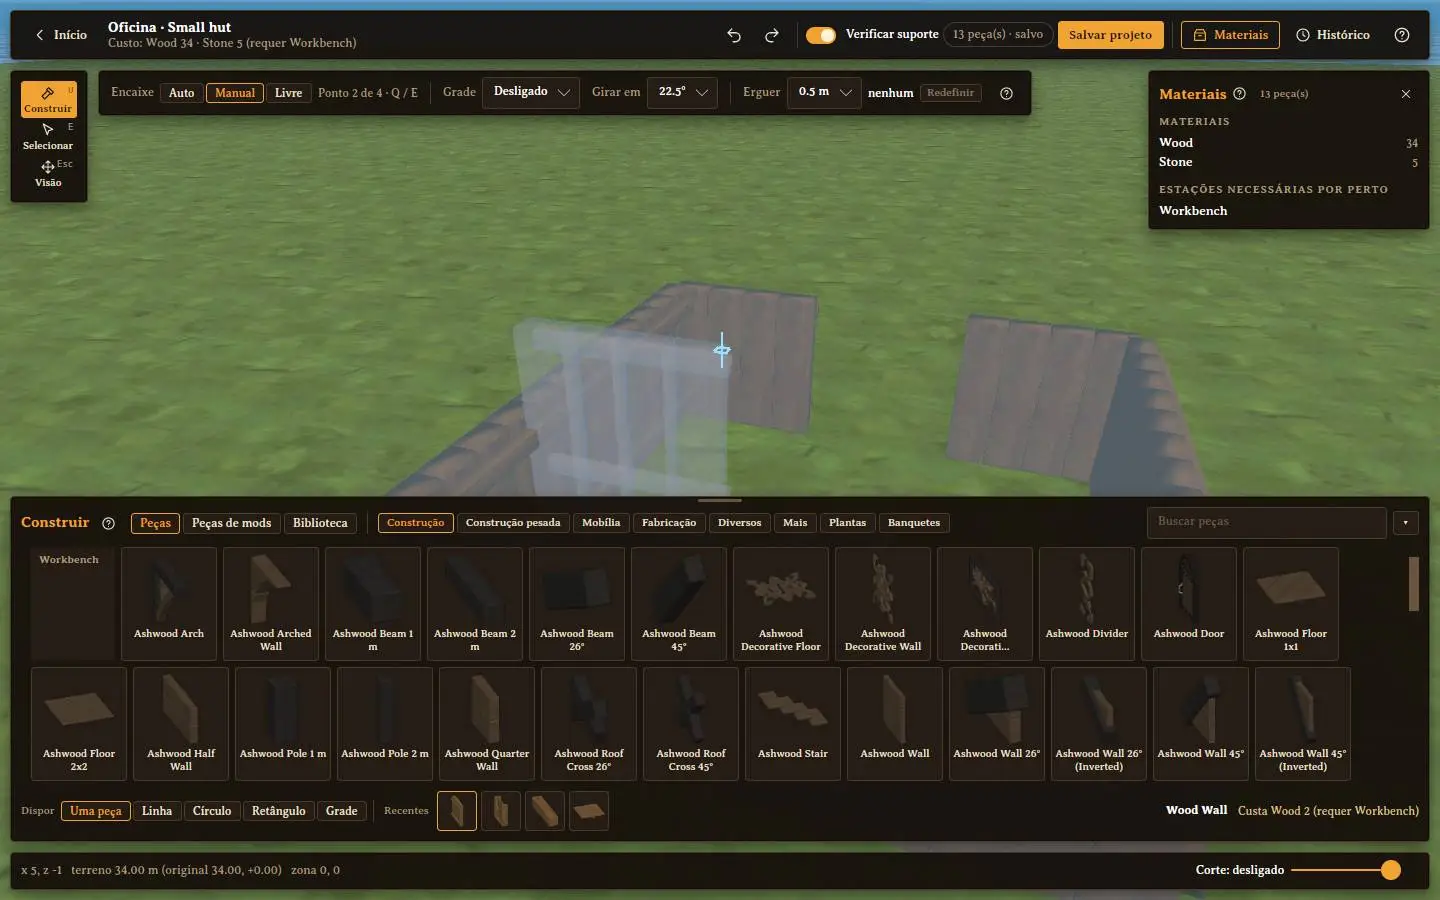 Início
Oficina · Small hut
Custo: Wood 34 · Stone 5 (requer Workbench)
Verificar suporte
13 peça(s) · salvo
Salvar projeto
Materiais
Histórico
Construir U
Selecionar E
Visão Esc
Encaixe Auto Manual Livre Ponto 2 de 4 · Q / E
Grade Desligado Girar em 22.5° Erguer 0.5 m nenhum Redefinir
Materiais 13 peça(s)
MATERIAIS
Wood 34
Stone 5
ESTAÇÕES NECESSÁRIAS POR PERTO
Workbench
Construir Peças Peças de mods Biblioteca Construção Construção pesada Mobília Fabricação Diversos Mais Plantas Banquetes Buscar peças
Workbench
Ashwood Arch
Ashwood Arched Wall
Ashwood Beam 1 m
Ashwood Beam 2 m
Ashwood Beam 26°
Ashwood Beam 45°
Ashwood Decorative Floor
Ashwood Decorative Wall
Ashwood Decorati...
Ashwood Divider
Ashwood Door
Ashwood Floor 1x1
Ashwood Floor 2x2
Ashwood Half Wall
Ashwood Pole 1 m
Ashwood Pole 2 m
Ashwood Quarter Wall
Ashwood Roof Cross 26°
Ashwood Roof Cross 45°
Ashwood Stair
Ashwood Wall
Ashwood Wall 26°
Ashwood Wall 26° (Inverted)
Ashwood Wall 45°
Ashwood Wall 45° (Inverted)
Dispor Uma peça Linha Círculo Retângulo Grade Recentes
Wood Wall Custa Wood 2 (requer Workbench)
x 5, z -1 terreno 34.00 m (original 34.00, +0.00) zona 0, 0
Corte: desligado